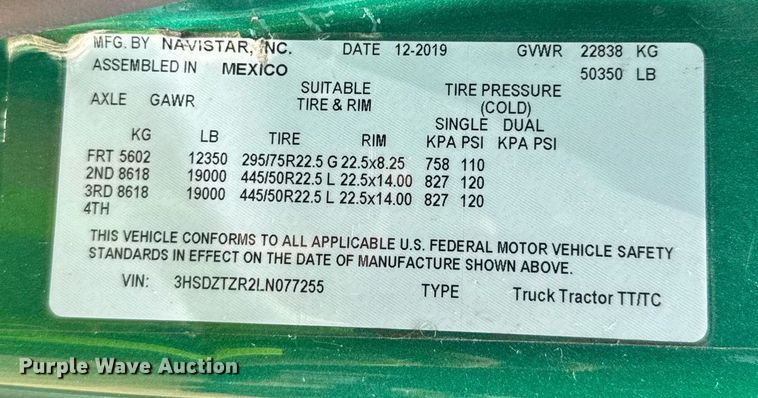 MFG. BY NAVISTAR, INC. DATE 12-2019 GVWR 22838 KG
ASSEMBLED IN MEXICO 50350 LB
SUITABLE TIRE PRESSURE
AXLE GAWR TIRE & RIM (COLD)
SINGLE DUAL
KG LB TIRE RIM KPA PSI KPA PSI
FRT 5602 12350 295/75R22.5 G 22.5x8.25 758 110
2ND 8618 19000 445/50R22.5 L 22.5x14.00 827 120
3RD 8618 19000 445/50R22.5 L 22.5x14.00 827 120
4TH
THIS VEHICLE CONFORMS TO ALL APPLICABLE U.S. FEDERAL MOTOR VEHICLE SAFETY
STANDARDS IN EFFECT ON THE DATE OF MANUFACTURE SHOWN ABOVE.
VIN: 3HSDZTZR2LN077255 TYPE Truck Tractor TT/TC
Purple Wave Auction